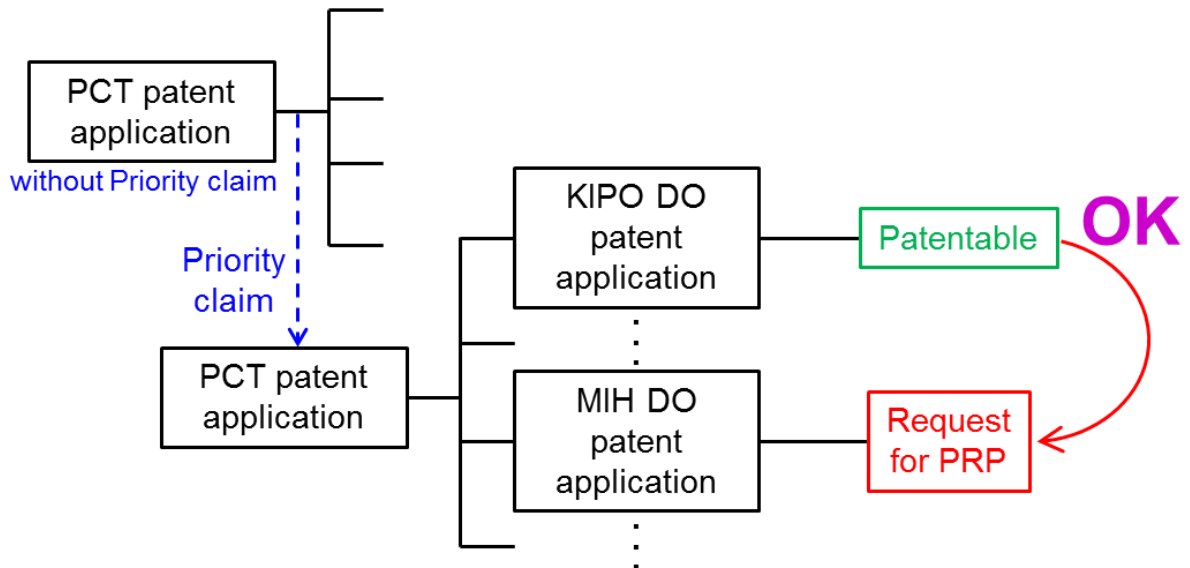 PCT patent
application
without Priority claim
Priority
claim
PCT patent
application
KIPO DO
patent
application
Patentable
OK
MIH DO
patent
application
Request
for PRP